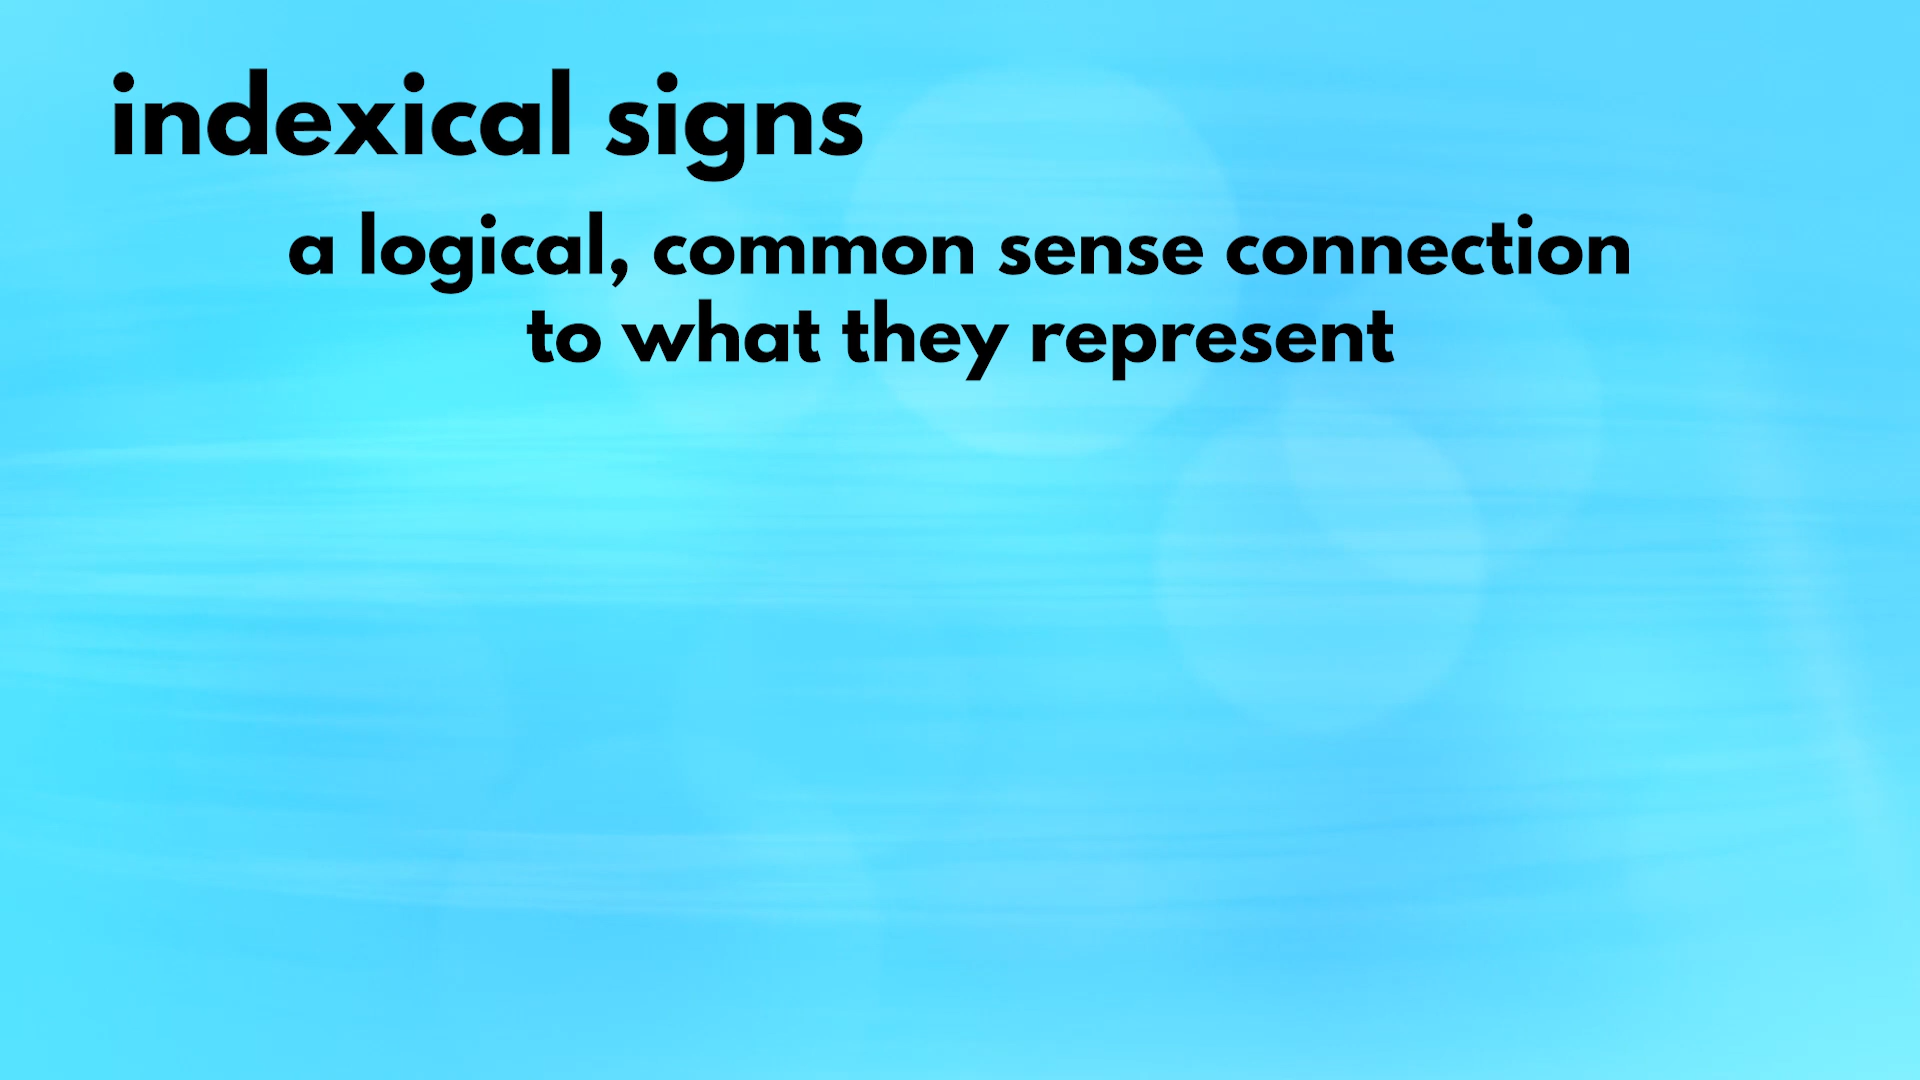 indexical signs
a logical, common sense connection
to what they represent